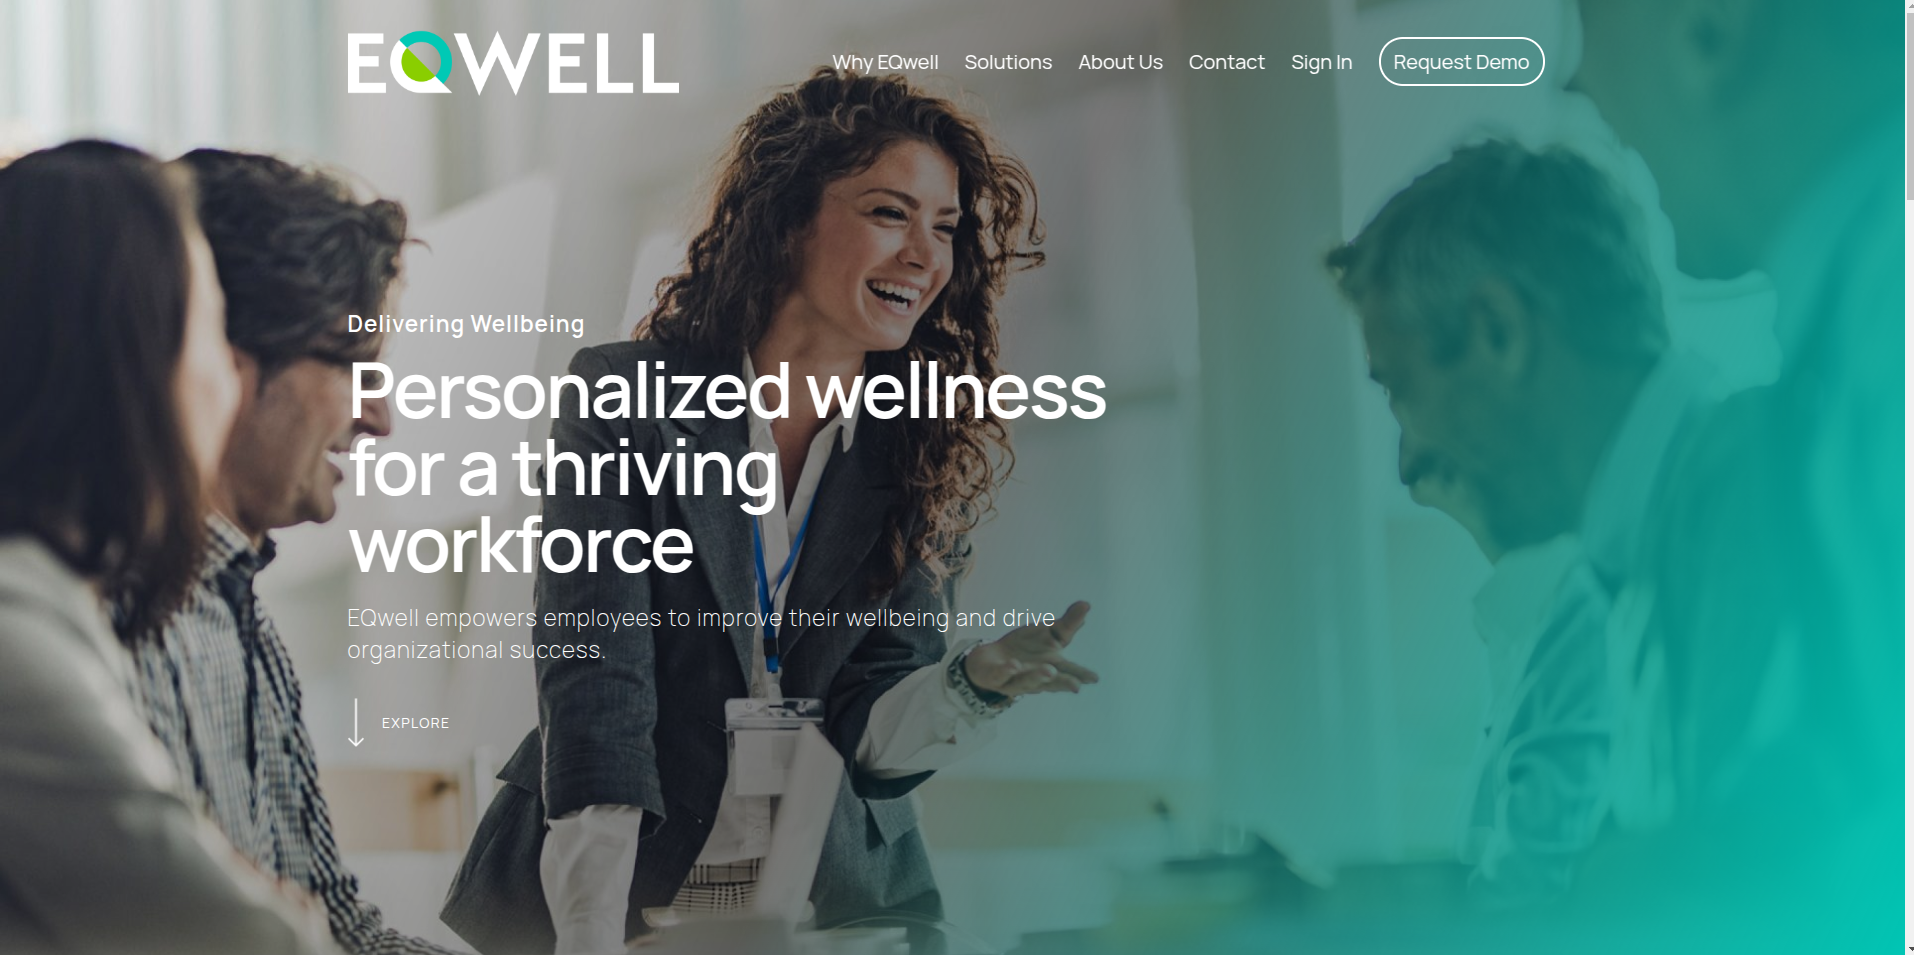 EQWELL
Why EQwell
Solutions
About Us
Contact
Sign In
Request Demo
Delivering Wellbeing
Personalized wellness
for a thriving
workforce
EQwell empowers employees to improve their wellbeing and drive
organizational success.
EXPLORE